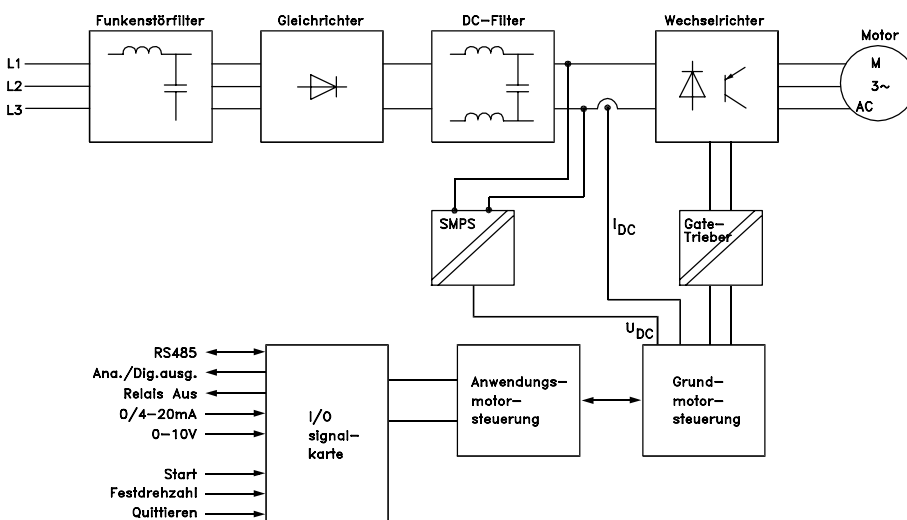 Funkenstörfilter
Gleichrichter
DC-Filter
Wechselrichter
Motor
L1
L2
L3
M
3~
AC
SMPS
IDC
Gate-
Trieber
UDC
RS485
Ana./Dig.ausg.
Relais Aus
0/4-20mA
0-10V
Start
Festdrehzahl
Quittieren
I/O
signal-
karte
Anwendungs-
motor-
steuerung
Grund-
motor-
steuerung